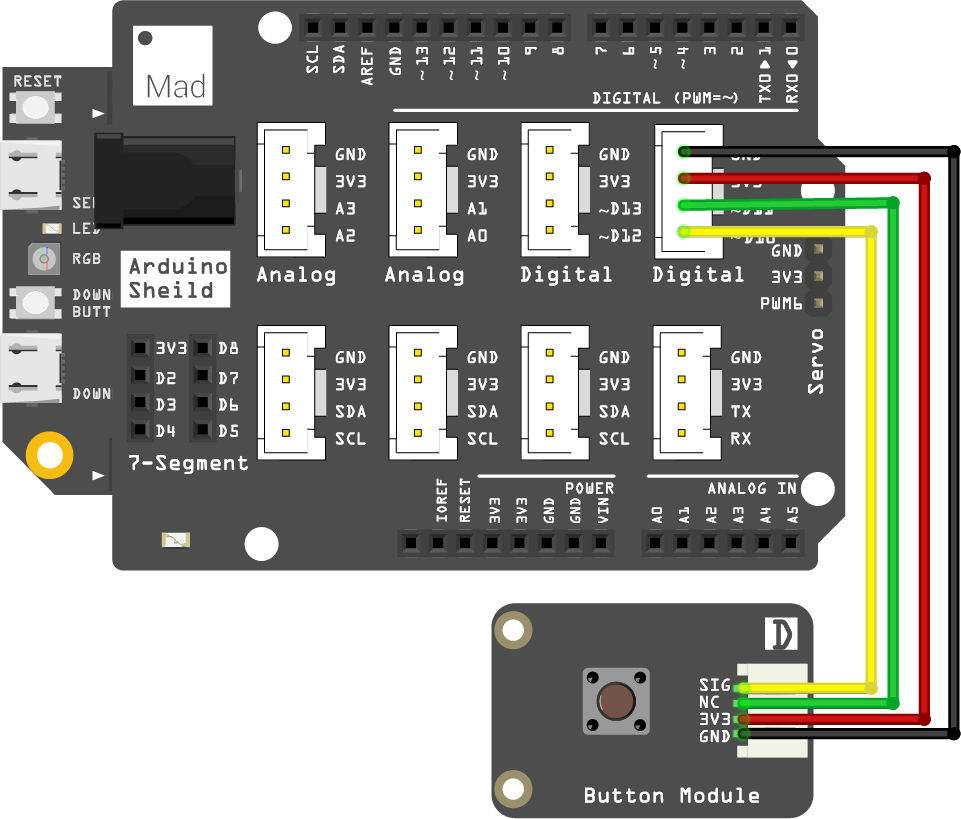 SCL SDA AREF GND ~13 ~12 ~11 ~10 9 8 7 6 ~5 ~4 3 2 TX0▶1 RX0◀0
DIGITAL (PWM=~)
Mad
RESET
LED
RGB
DOWN
BUTT
DOWN
Arduino
Sheild
GND
3V3
A3
A2
Analog
GND
3V3
A1
A0
Analog
GND
3V3
~D13
~D12
Digital
GND
3V3
~D11
~D10
Digital
GND
3V3
PWM6
Servo
3V3 D8
D2 D7
D3 D6
D4 D5
7-Segment
GND
3V3
SDA
SCL
GND
3V3
SDA
SCL
GND
3V3
SDA
SCL
GND
3V3
TX
RX
POWER
IOREF RESET 3V3 3V3 GND GND VIN
ANALOG IN
A0 A1 A2 A3 A4 A5
D
SIG
NC
3V3
GND
Button Module